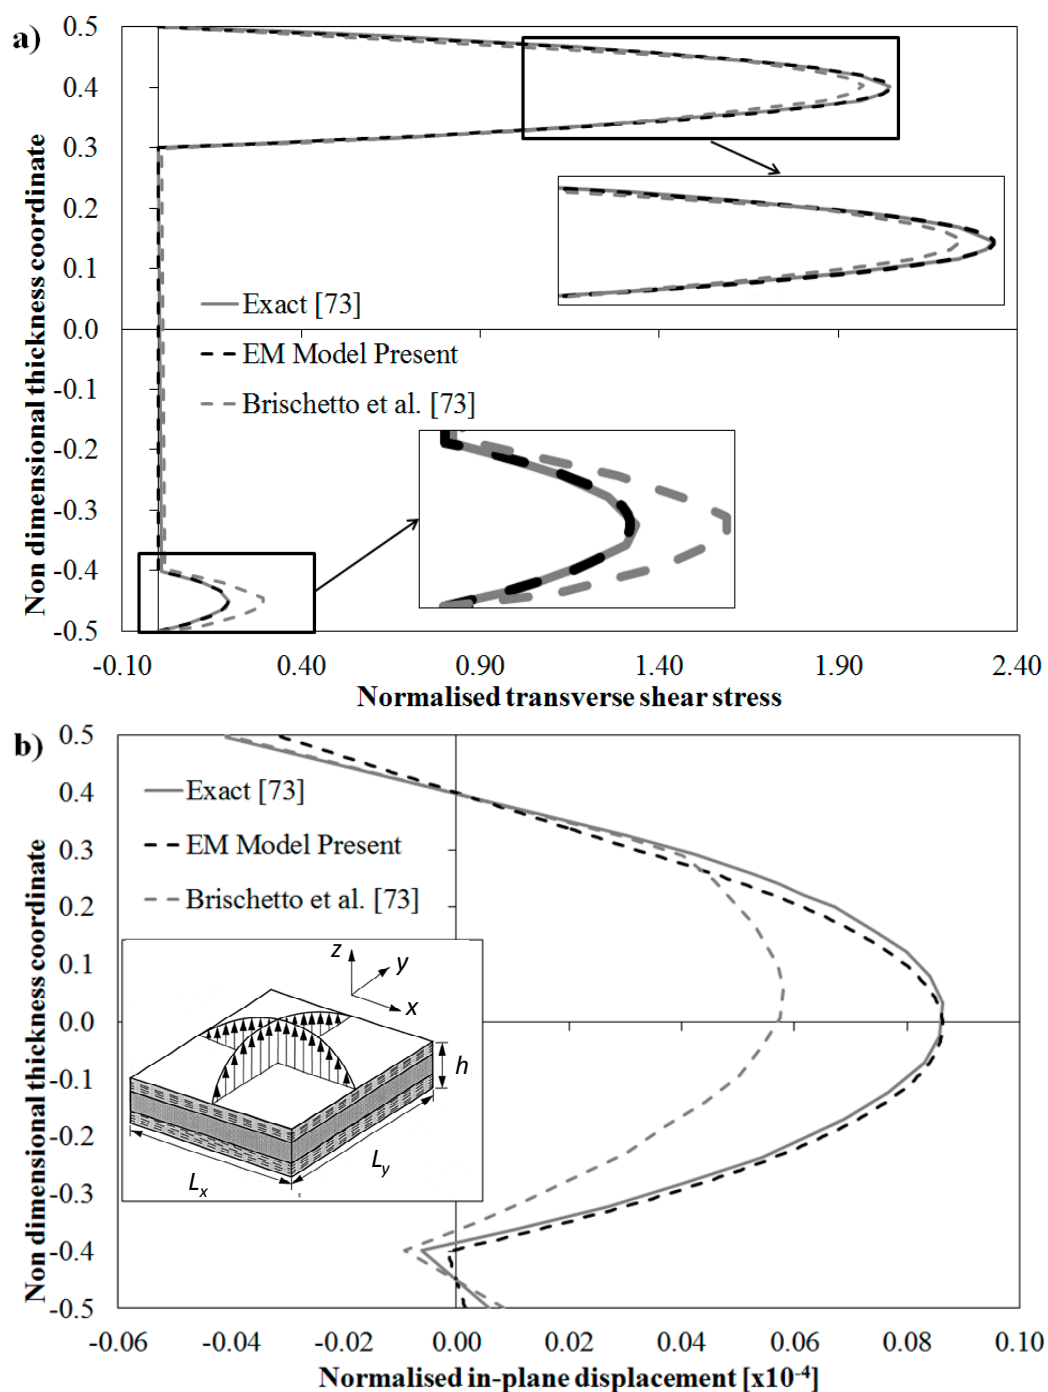 a)
0.5
0.4
0.3
0.2
0.1
0.0
-0.1
-0.2
-0.3
-0.4
-0.5
Non dimensional thickness coordinate
Exact [73]
EM Model Present
Brischetto et al. [73]
-0.10 0.40 0.90 1.40 1.90 2.40
Normalised transverse shear stress
b)
0.5
0.4
0.3
0.2
0.1
0.0
-0.1
-0.2
-0.3
-0.4
-0.5
Non dimensional thickness coordinate
Exact [73]
EM Model Present
Brischetto et al. [73]
z
y
x
h
Ly
Lx
-0.06 -0.04 -0.02 0.00 0.02 0.04 0.06 0.08 0.10
Normalised in-plane displacement [x10⁻⁴]